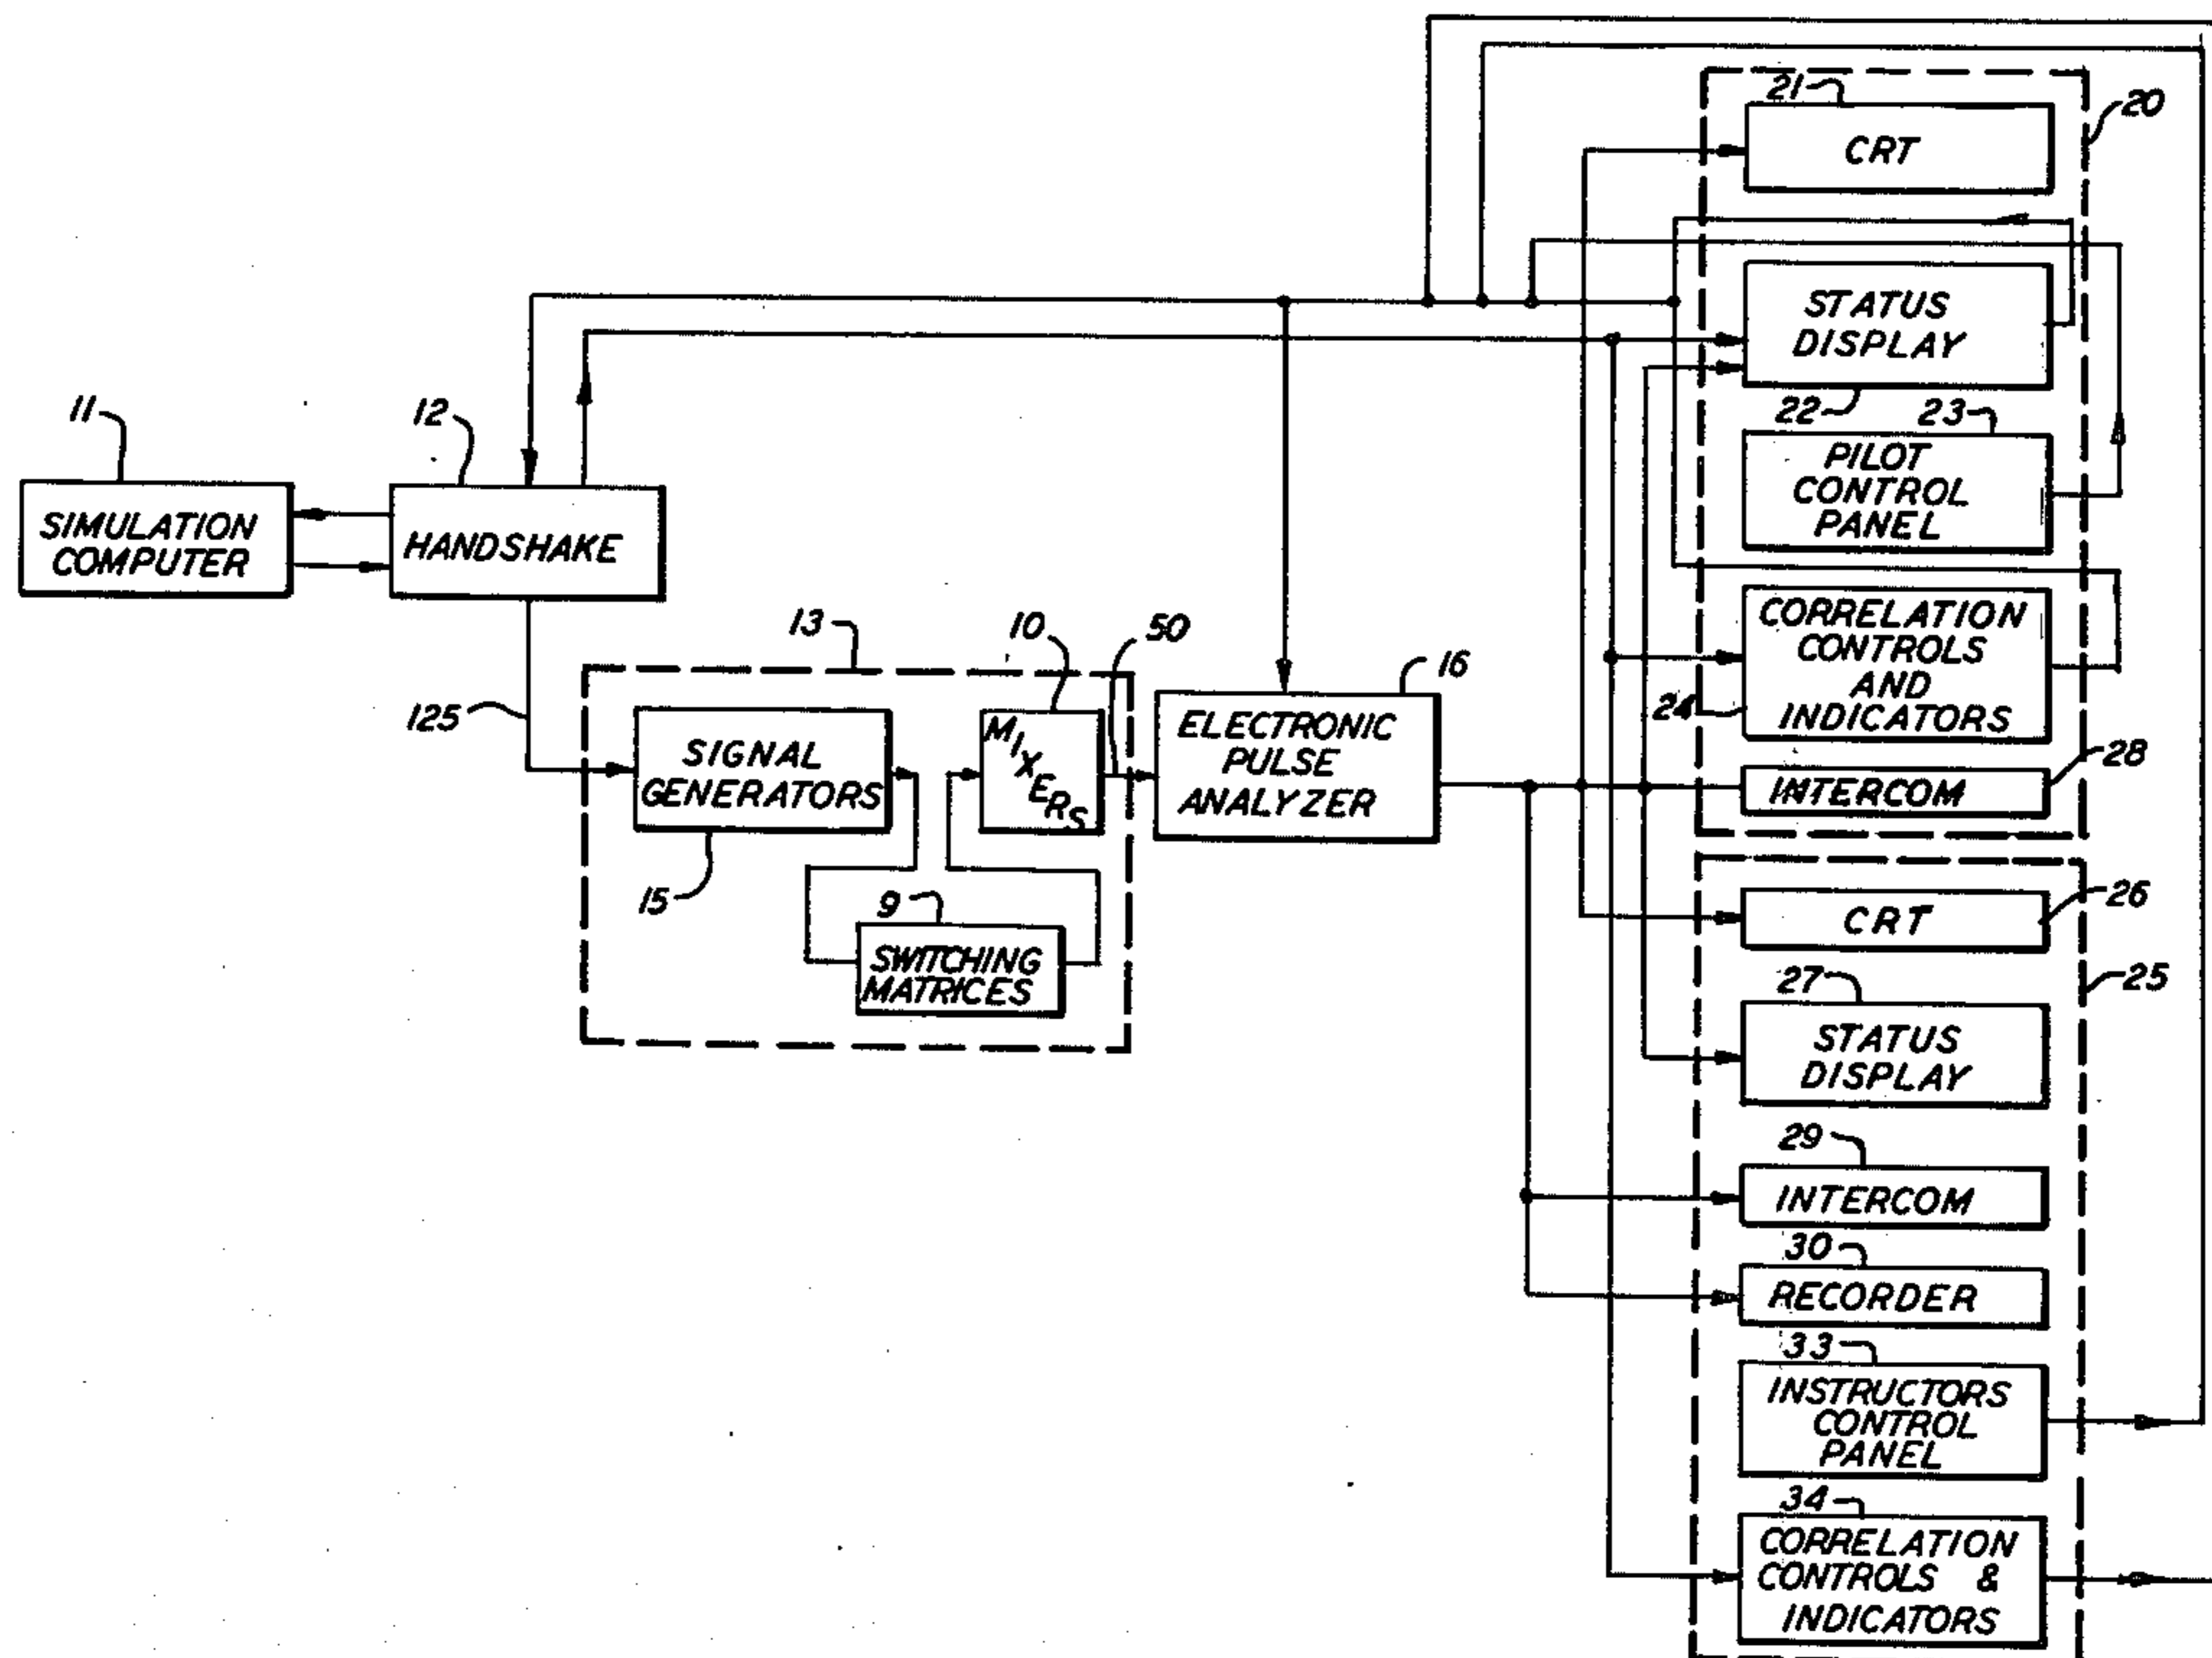 21
20
CRT
STATUS
DISPLAY
22
23
PILOT
CONTROL
PANEL
11
12
SIMULATION
COMPUTER
HANDSHAKE
CORRELATION
CONTROLS
AND
INDICATORS
24
13
10
50
16
125
SIGNAL
GENERATORS
MIXERS
ELECTRONIC
PULSE
ANALYZER
28
INTERCOM
15
9
SWITCHING
MATRICES
26
CRT
27
25
STATUS
DISPLAY
29
INTERCOM
30
RECORDER
33
INSTRUCTORS
CONTROL
PANEL
34
CORRELATION
CONTROLS &
INDICATORS